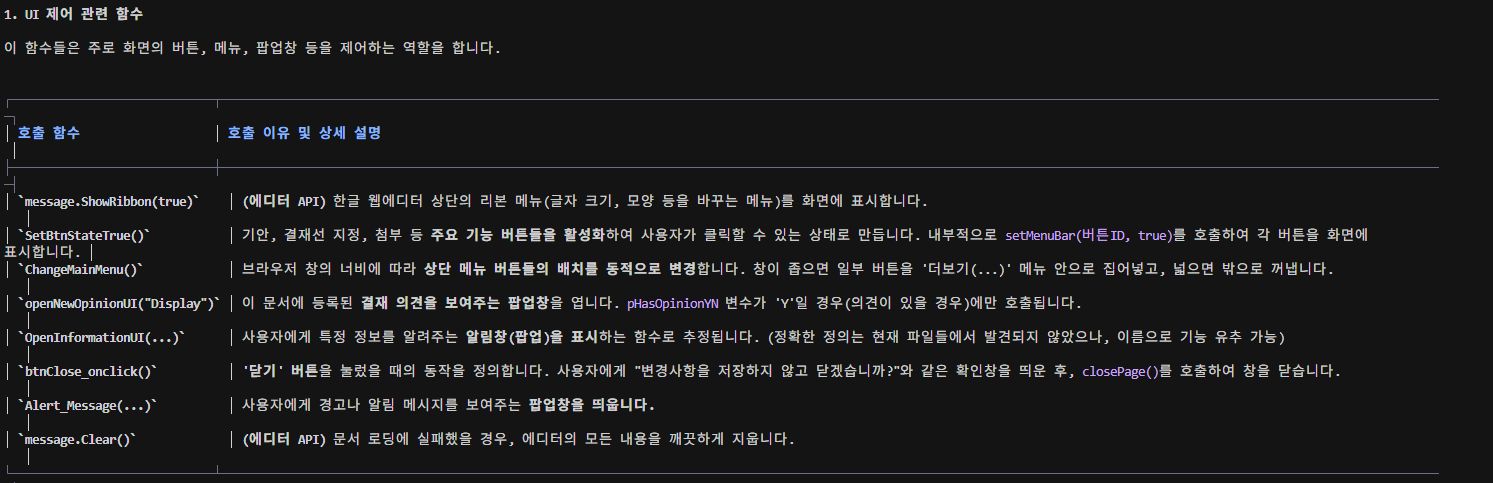 1. UI 제어 관련 함수
이 함수들은 주로 화면의 버튼, 메뉴, 팝업창 등을 제어하는 역할을 합니다.
호출 함수 | 호출 이유 및 상세 설명
`message.ShowRibbon(true)` | (에디터 API) 한글 웹에디터 상단의 리본 메뉴(글자 크기, 모양 등을 바꾸는 메뉴)를 화면에 표시합니다.
`SetBtnStateTrue()` | 기안, 결재선 지정, 첨부 등 주요 기능 버튼들을 활성화하여 사용자가 클릭할 수 있는 상태로 만듭니다. 내부적으로 setMenuBar(버튼ID, true)를 호출하여 각 버튼을 화면에
표시합니다.
`ChangeMainMenu()` | 브라우저 창의 너비에 따라 상단 메뉴 버튼들의 배치를 동적으로 변경합니다. 창이 좁으면 일부 버튼을 '더보기(...)' 메뉴 안으로 집어넣고, 넓으면 밖으로 꺼냅니다.
`openNewOpinionUI("Display")` | 이 문서에 등록된 결재 의견을 보여주는 팝업창을 엽니다. pHasOpinionYN 변수가 'Y'일 경우(의견이 있을 경우)에만 호출됩니다.
`OpenInformationUI(...)` | 사용자에게 특정 정보를 알려주는 알림창(팝업)을 표시하는 함수로 추정됩니다. (정확한 정의는 현재 파일들에서 발견되지 않았으나, 이름으로 기능 유추 가능)
`btnClose_onclick()` | '닫기' 버튼을 눌렀을 때의 동작을 정의합니다. 사용자에게 "변경사항을 저장하지 않고 닫겠습니까?"와 같은 확인창을 띄운 후, closePage()를 호출하여 창을 닫습니다.
`Alert_Message(...)` | 사용자에게 경고나 알림 메시지를 보여주는 팝업창을 띄웁니다.
`message.Clear()` | (에디터 API) 문서 로딩에 실패했을 경우, 에디터의 모든 내용을 깨끗하게 지웁니다.